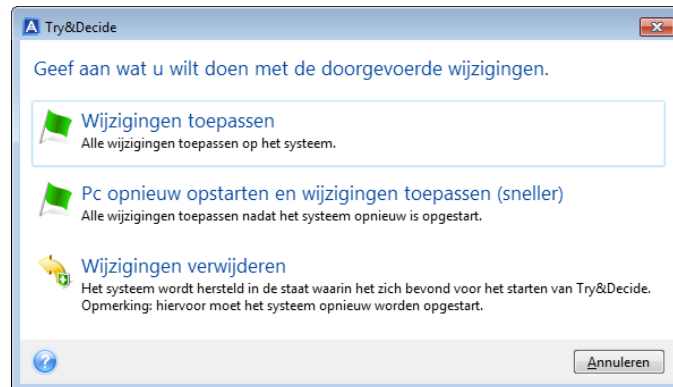 Try&Decide
Geef aan wat u wilt doen met de doorgevoerde wijzigingen.
Wijzigingen toepassen
Alle wijzigingen toepassen op het systeem.
Pc opnieuw opstarten en wijzigingen toepassen (sneller)
Alle wijzigingen toepassen nadat het systeem opnieuw is opgestart.
Wijzigingen verwijderen
Het systeem wordt hersteld in de staat waarin het zich bevond voor het starten van Try&Decide.
Opmerking: hiervoor moet het systeem opnieuw worden opgestart.
Annuleren